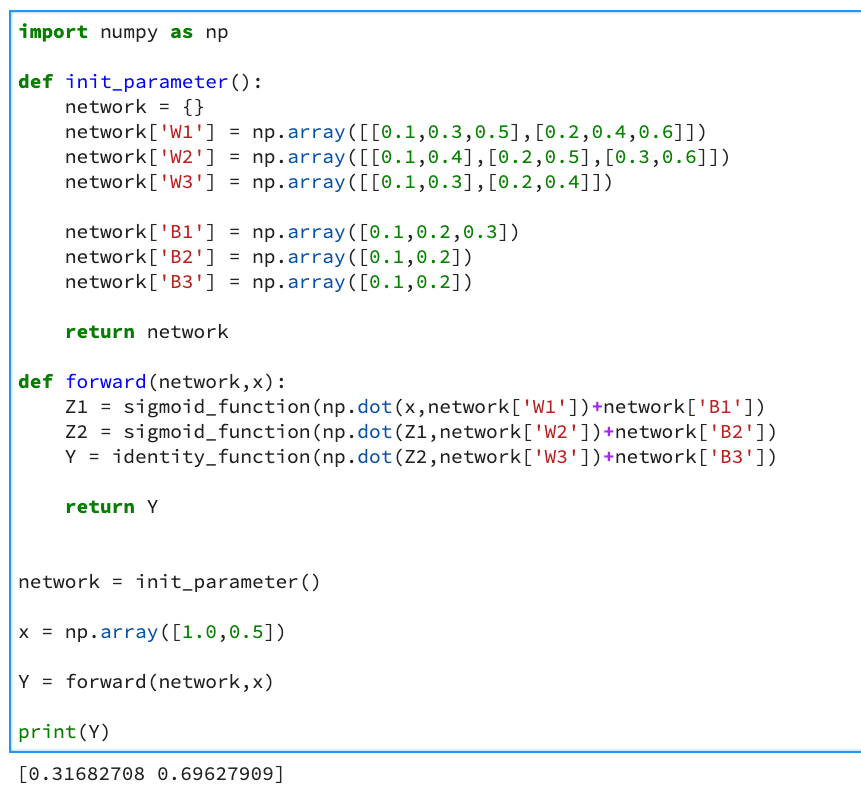 import numpy as np
def init_parameter():
    network = {}
    network['W1'] = np.array([[0.1,0.3,0.5],[0.2,0.4,0.6]])
    network['W2'] = np.array([[0.1,0.4],[0.2,0.5],[0.3,0.6]])
    network['W3'] = np.array([[0.1,0.3],[0.2,0.4]])
    network['B1'] = np.array([0.1,0.2,0.3])
    network['B2'] = np.array([0.1,0.2])
    network['B3'] = np.array([0.1,0.2])
    return network
def forward(network,x):
    Z1 = sigmoid_function(np.dot(x,network['W1'])+network['B1'])
    Z2 = sigmoid_function(np.dot(Z1,network['W2'])+network['B2'])
    Y = identity_function(np.dot(Z2,network['W3'])+network['B3'])
    return Y
network = init_parameter()
x = np.array([1.0,0.5])
Y = forward(network,x)
print(Y)
[0.31682708 0.69627909]